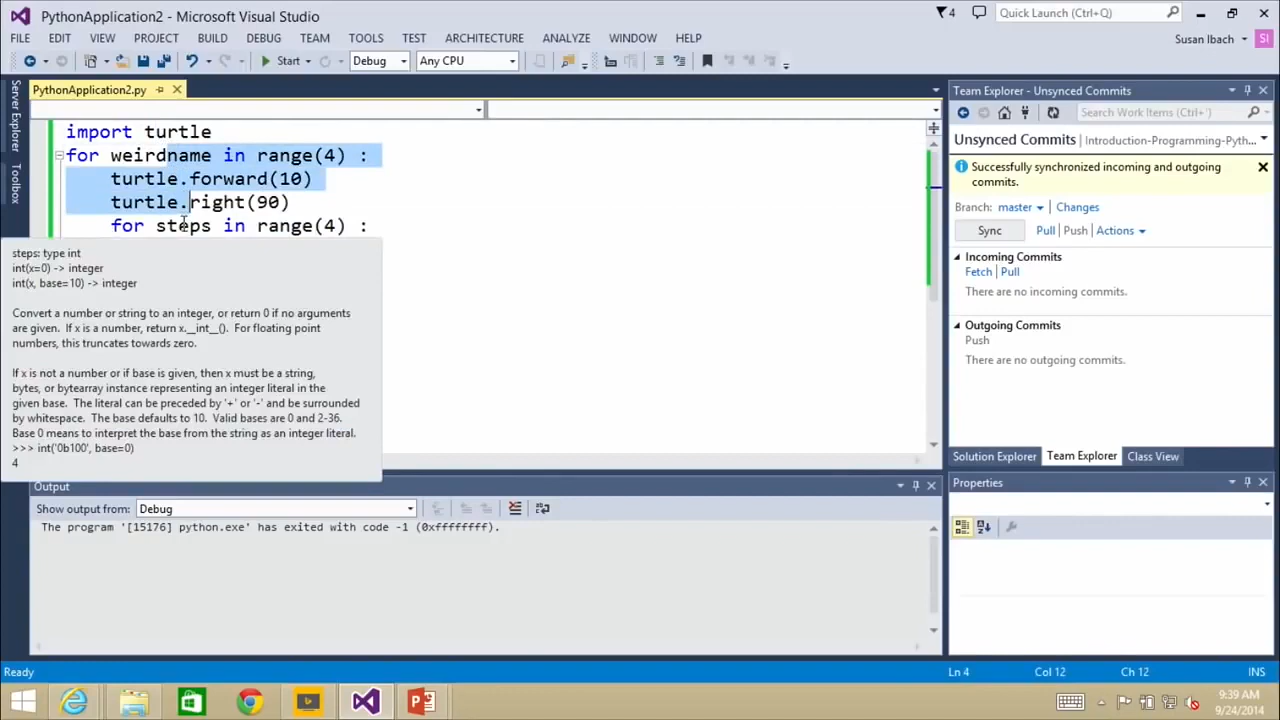 PythonApplication2 - Microsoft Visual Studio
4
Quick Launch (Ctrl+Q)
FILE EDIT VIEW PROJECT BUILD DEBUG TEAM TOOLS TEST ARCHITECTURE ANALYZE WINDOW HELP
Susan Ibach
SI
Start
Debug
Any CPU
Server Explorer
Toolbox
PythonApplication2.py
import turtle
for weirdname in range(4) :
turtle.forward(10)
turtle.right(90)
for steps in range(4) :
steps: type int
int(x=0) -> integer
int(x, base=10) -> integer
Convert a number or string to an integer, or return 0 if no arguments
are given. If x is a number, return x.__int__(). For floating point
numbers, this truncates towards zero.
If x is not a number or if base is given, then x must be a string,
bytes, or bytearray instance representing an integer literal in the
given base. The literal can be preceded by '+' or '-' and be surrounded
by whitespace. The base defaults to 10. Valid bases are 0 and 2-36.
Base 0 means to interpret the base from the string as an integer literal.
>>> int('0b100', base=0)
4
Output
Show output from: Debug
The program '[15176] python.exe' has exited with code -1 (0xffffffff).
Team Explorer - Unsynced Commits
Search Work Items (Ctrl+')
Unsynced Commits | Introduction-Programming-Pyth...
Successfully synchronized incoming and outgoing
commits.
Branch: master Changes
Sync Pull Push Actions
Incoming Commits
Fetch | Pull
There are no incoming commits.
Outgoing Commits
Push
There are no outgoing commits.
Solution Explorer Team Explorer Class View
Properties
Ready
Ln 4 Col 12 Ch 12 INS
9:39 AM
9/24/2014